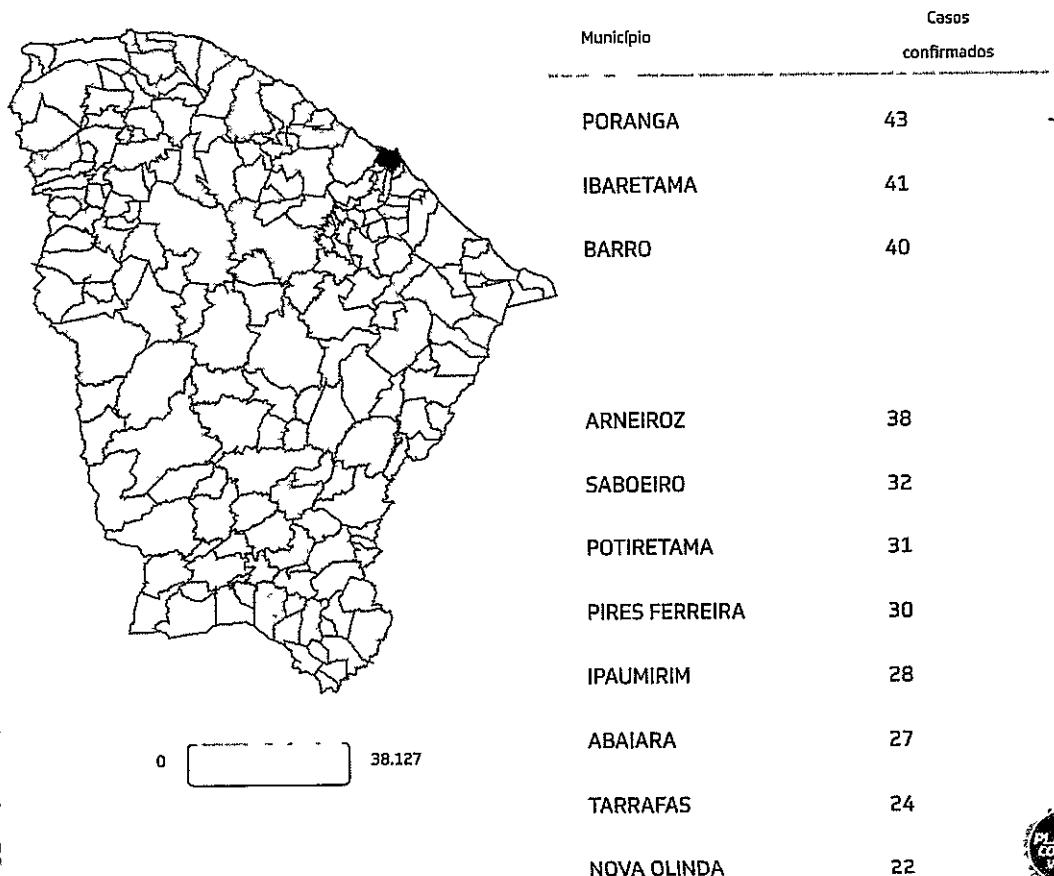 Município
Casos
confirmados
PORANGA 43
IBARETAMA 41
BARRO 40
ARNEIROZ 38
SABOEIRO 32
POTIRETAMA 31
PIRES FERREIRA 30
IPAUMIRIM 28
ABAIARA 27
TARRAFAS 24
NOVA OLINDA 22
0 38.127